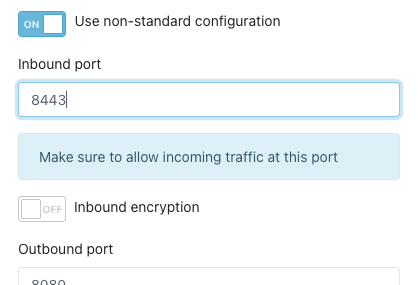 ON Use non-standard configuration
Inbound port
8443
Make sure to allow incoming traffic at this port
OFF Inbound encryption
Outbound port
8080